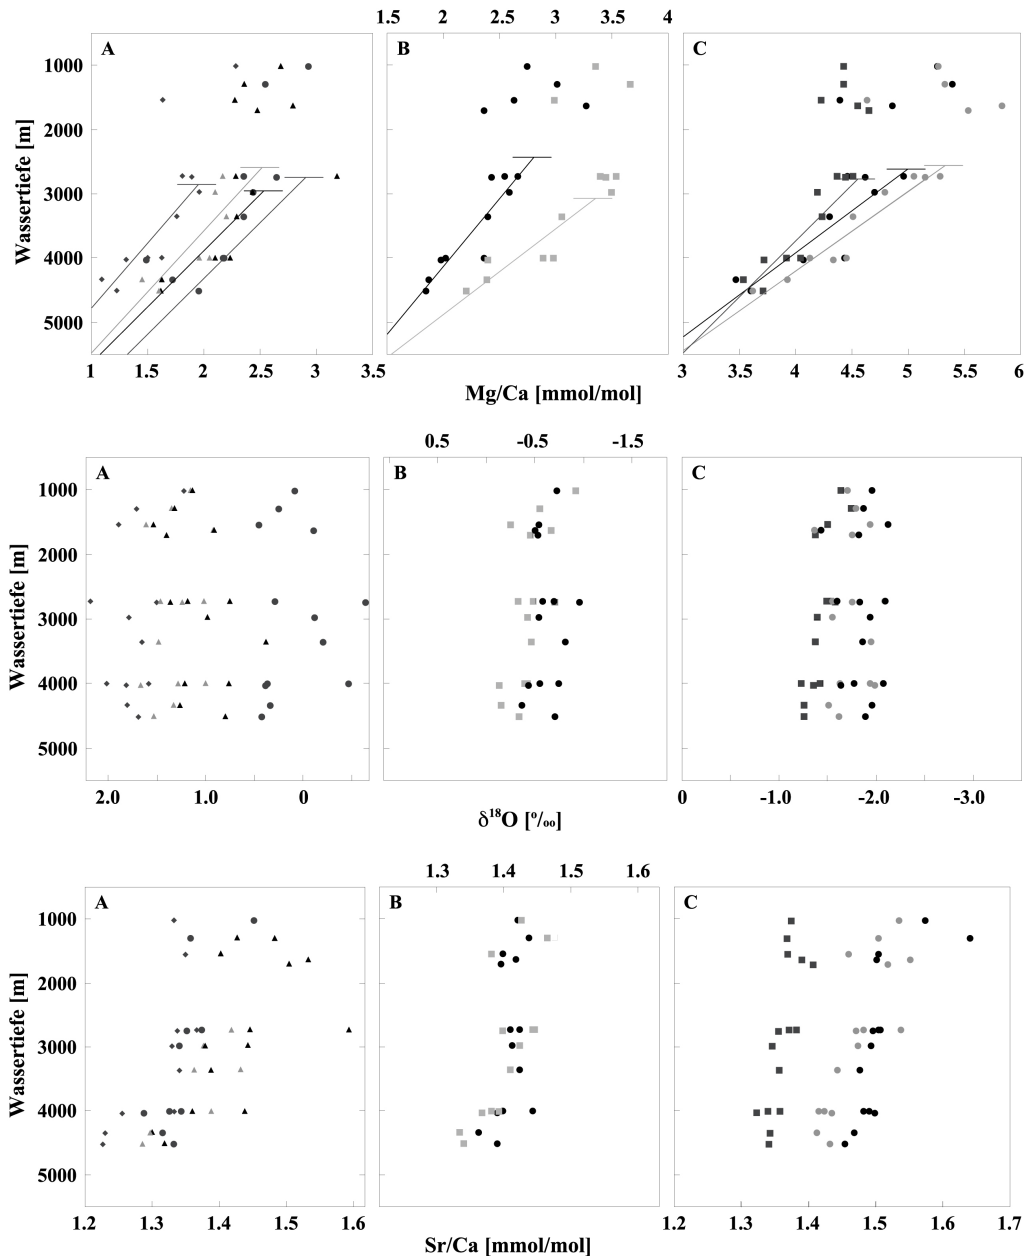 1.5 2 2.5 3 3.5 4
A B C
1000
2000
3000
4000
5000
Wassertiefe [m]
1 1.5 2 2.5 3 3.5 3 3.5 4 4.5 5 5.5 6
Mg/Ca [mmol/mol]
0.5 -0.5 -1.5
A B C
1000
2000
3000
4000
5000
Wassertiefe [m]
2.0 1.0 0 0 -1.0 -2.0 -3.0
δ¹⁸O [°/₀₀]
1.3 1.4 1.5 1.6
A B C
1000
2000
3000
4000
5000
Wassertiefe [m]
1.2 1.3 1.4 1.5 1.6 1.2 1.3 1.4 1.5 1.6 1.7
Sr/Ca [mmol/mol]